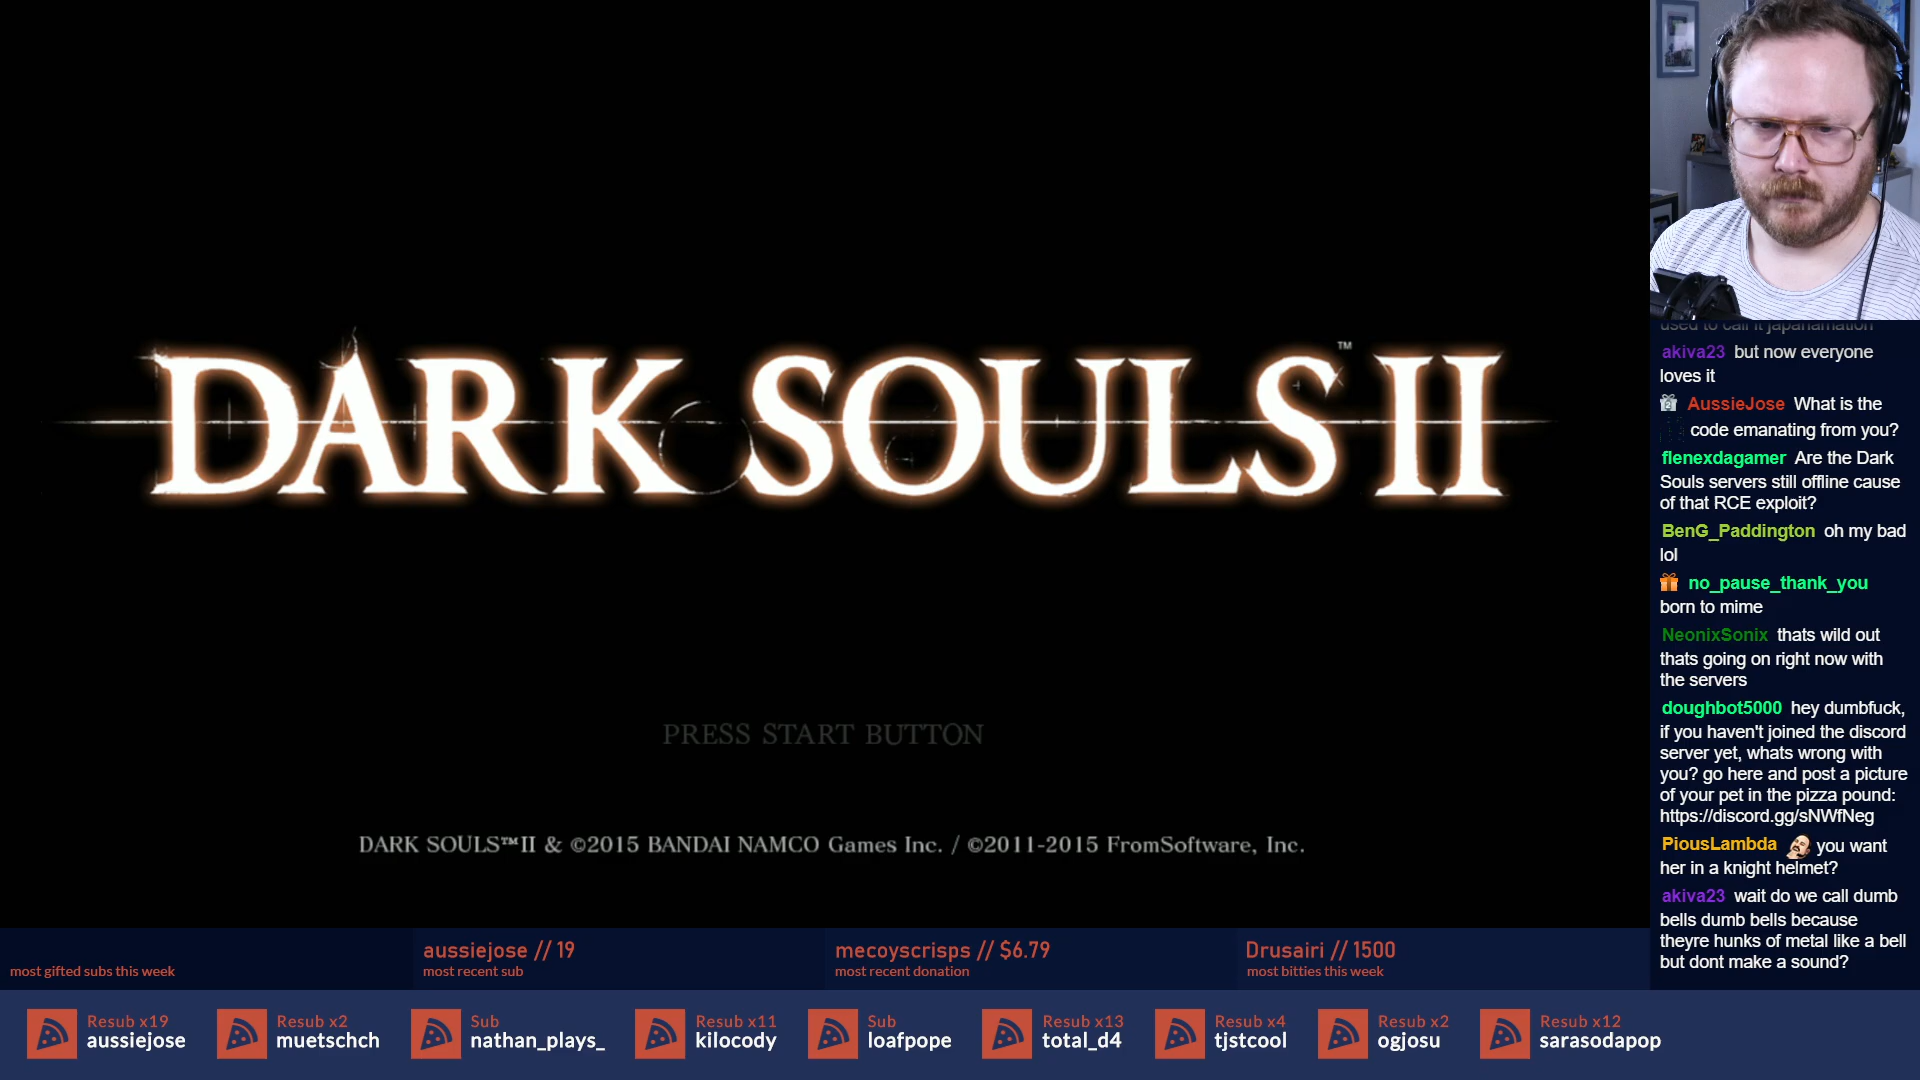 DARK SOULS II
TM
PRESS START BUTTON
DARK SOULS™II & ©2015 BANDAI NAMCO Games Inc. / ©2011-2015 FromSoftware, Inc.
used to call it japanamation
akiva23 but now everyone
loves it
AussieJose What is the
code emanating from you?
flenexdagamer Are the Dark
Souls servers still offline cause
of that RCE exploit?
BenG_Paddington oh my bad
lol
no_pause_thank_you
born to mime
NeonixSonix thats wild out
thats going on right now with
the servers
doughbot5000 hey dumbfuck,
if you haven't joined the discord
server yet, whats wrong with
you? go here and post a picture
of your pet in the pizza pound:
https://discord.gg/sNWfNeg
PiousLambda you want
her in a knight helmet?
akiva23 wait do we call dumb
bells dumb bells because
theyre hunks of metal like a bell
but dont make a sound?
most gifted subs this week
aussiejose // 19
most recent sub
mecoyscrisps // $6.79
most recent donation
Drusairi // 1500
most bitties this week
Resub x19
aussiejose
Resub x2
muetschch
Sub
nathan_plays_
Resub x11
kilocody
Sub
loafpope
Resub x13
total_d4
Resub x4
tjstcool
Resub x2
ogjosu
Resub x12
sarasodapop